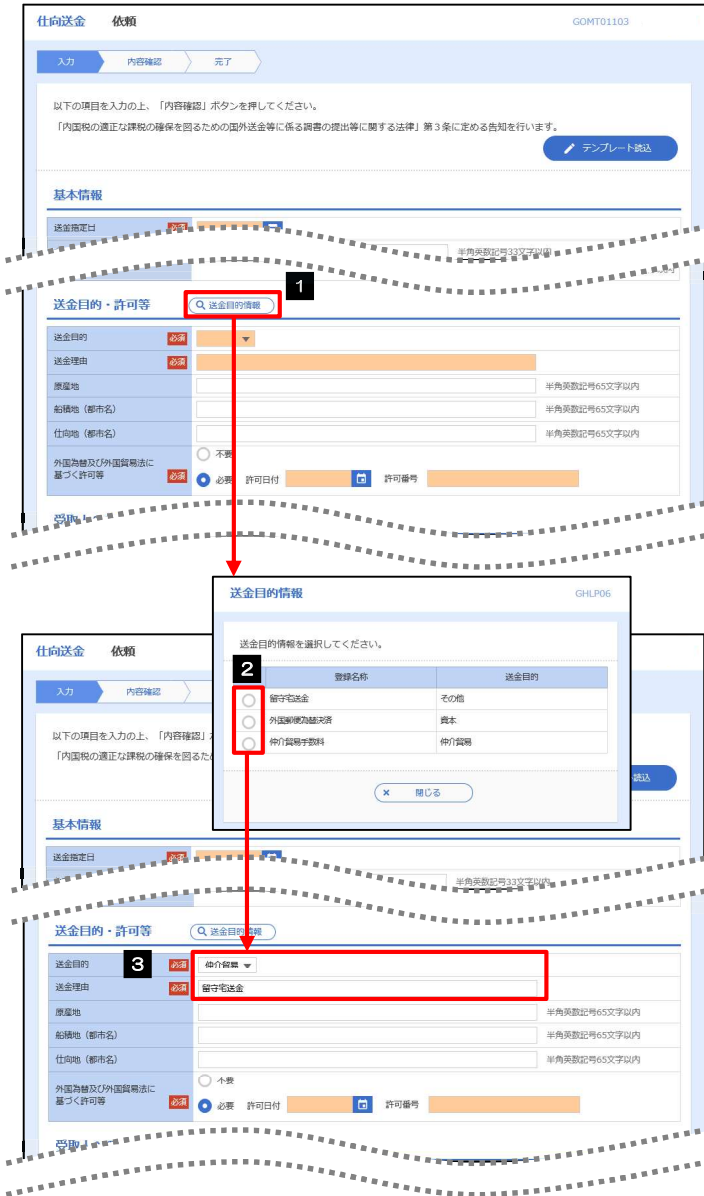 仕向送金 依頼 GOMT01103
入力 内容確認 完了
以下の項目を入力の上、「内容確認」ボタンを押してください。
「内国税の適正な課税の確保を図るための国外送金等に係る調書の提出等に関する法律」第3条に定める告知を行います。
テンプレート読込
基本情報
送金指定日 必須
半角英数記号33文字以内
1
送金目的・許可等 送金目的情報
送金目的 必須
送金理由 必須
原産地 半角英数記号65文字以内
船積地（都市名） 半角英数記号65文字以内
仕向地（都市名） 半角英数記号65文字以内
外国為替及び外国貿易法に
基づく許可等 必須
不要
必要 許可日付 許可番号
送金目的情報 GHLP06
送金目的情報を選択してください。
2
登録名称 送金目的
留守宅送金 その他
外国郵便為替決済 資本
仲介貿易手数料 仲介貿易
× 閉じる
仕向送金 依頼
入力 内容確認
以下の項目を入力の上、「内容確認」
「内国税の適正な課税の確保を図るため
読込
基本情報
送金指定日 必須
半角英数記号33文字以内
送金目的・許可等 送金目的情報
3
送金目的 必須 仲介貿易
送金理由 必須 留守宅送金
原産地 半角英数記号65文字以内
船積地（都市名） 半角英数記号65文字以内
仕向地（都市名） 半角英数記号65文字以内
外国為替及び外国貿易法に
基づく許可等 必須
不要
必要 許可日付 許可番号